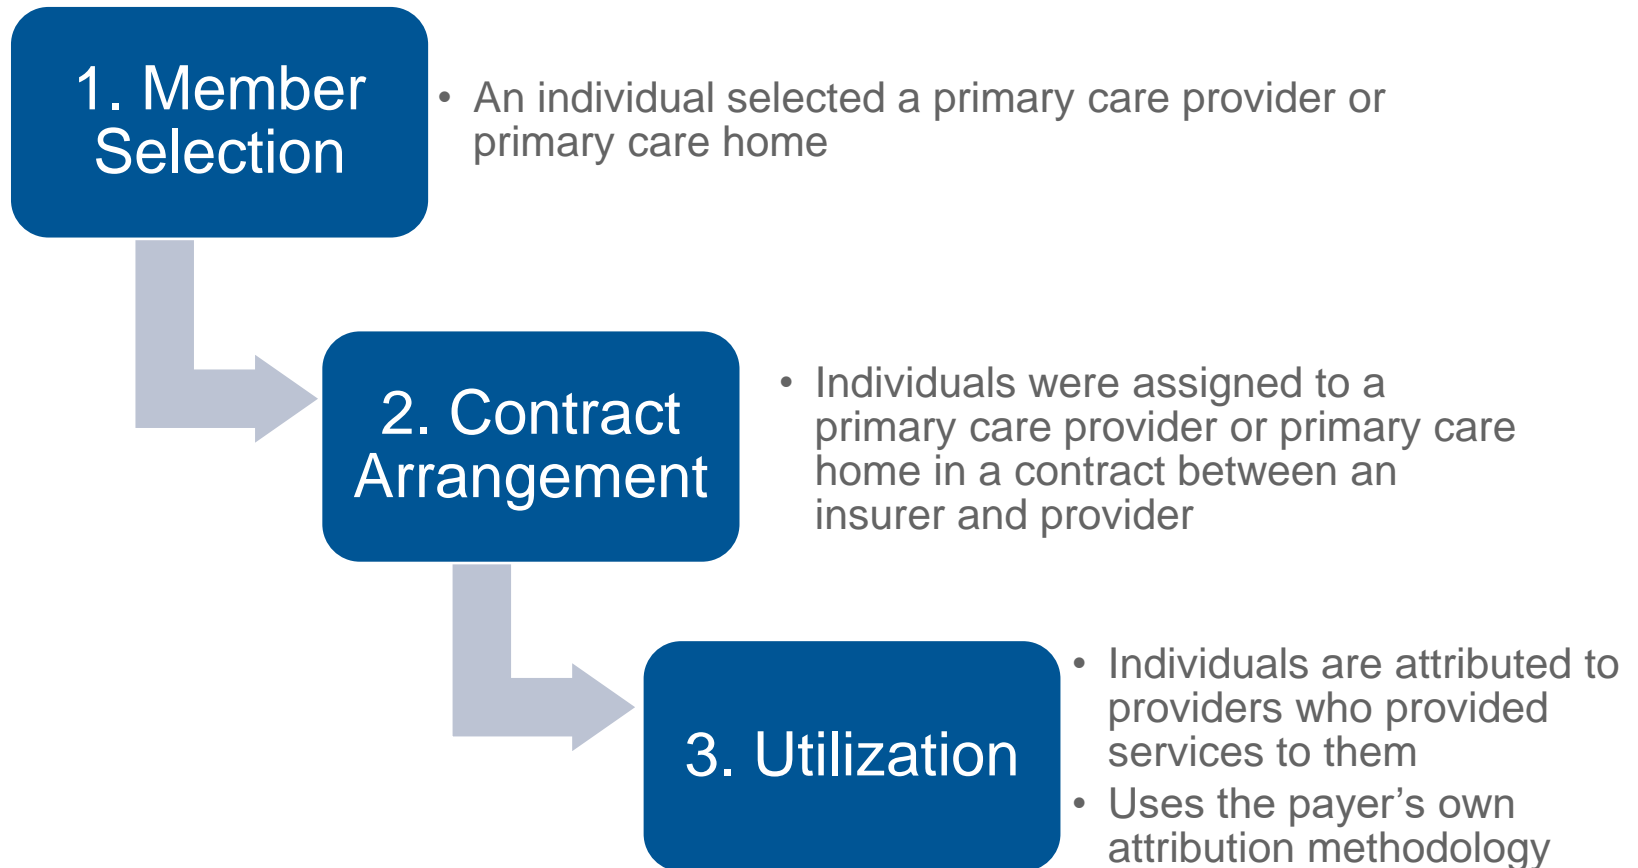 1. Member
Selection
• An individual selected a primary care provider or
primary care home
2. Contract
Arrangement
• Individuals were assigned to a
primary care provider or primary care
home in a contract between an
insurer and provider
3. Utilization
• Individuals are attributed to
providers who provided
services to them
• Uses the payer’s own
attribution methodology